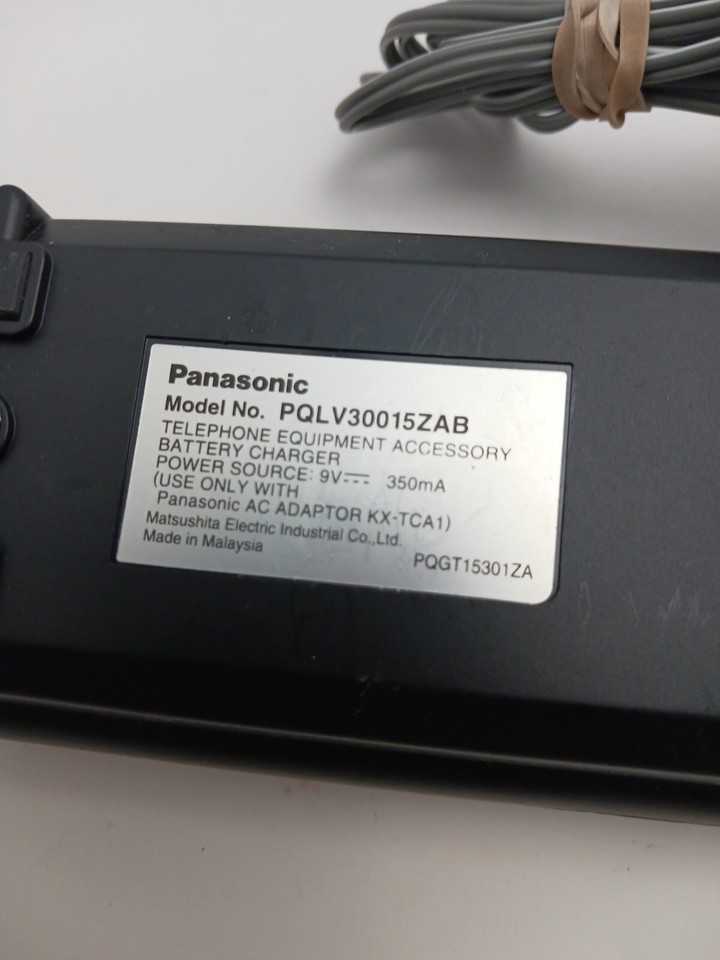 Panasonic
Model No. PQLV30015ZAB
TELEPHONE EQUIPMENT ACCESSORY
BATTERY CHARGER
POWER SOURCE: 9V⎓ 350mA
(USE ONLY WITH
Panasonic AC ADAPTOR KX-TCA1)
Matsushita Electric Industrial Co.,Ltd.
Made in Malaysia
PQGT15301ZA